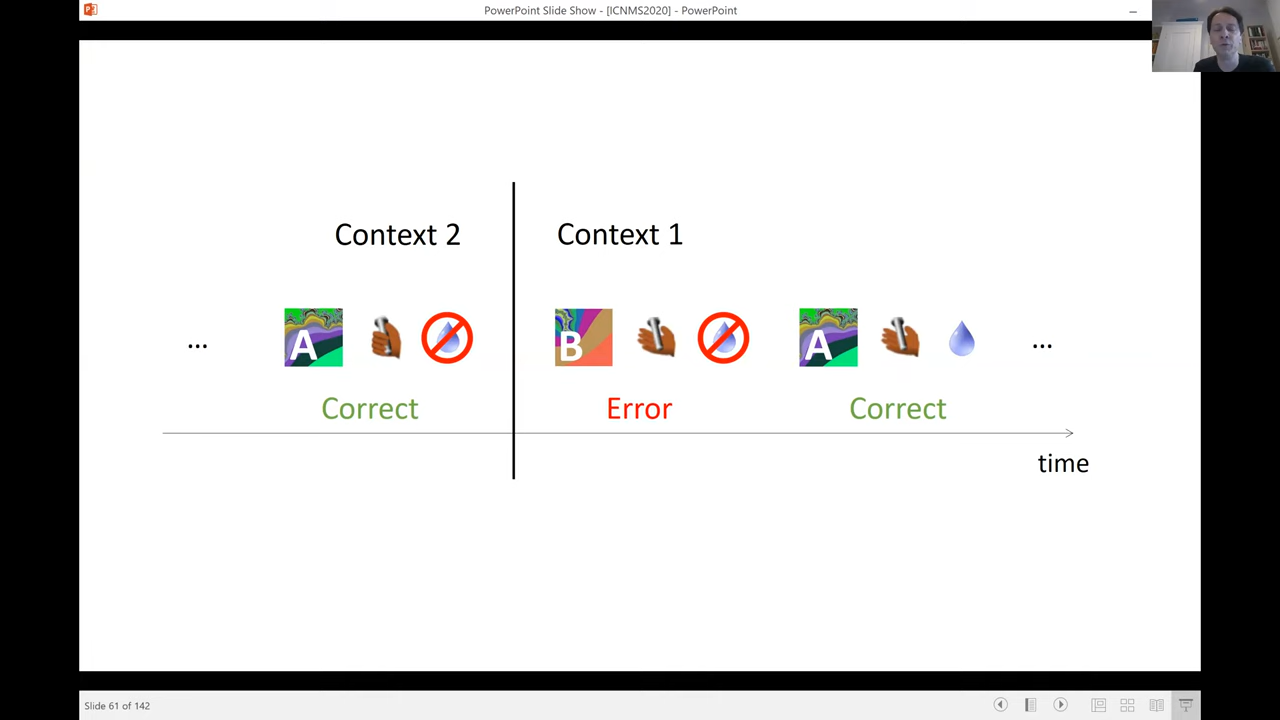 PowerPoint Slide Show - [ICNMS2020] - PowerPoint
Context 2
Context 1
... A B A ...
Correct
Error
Correct
time
Slide 61 of 142